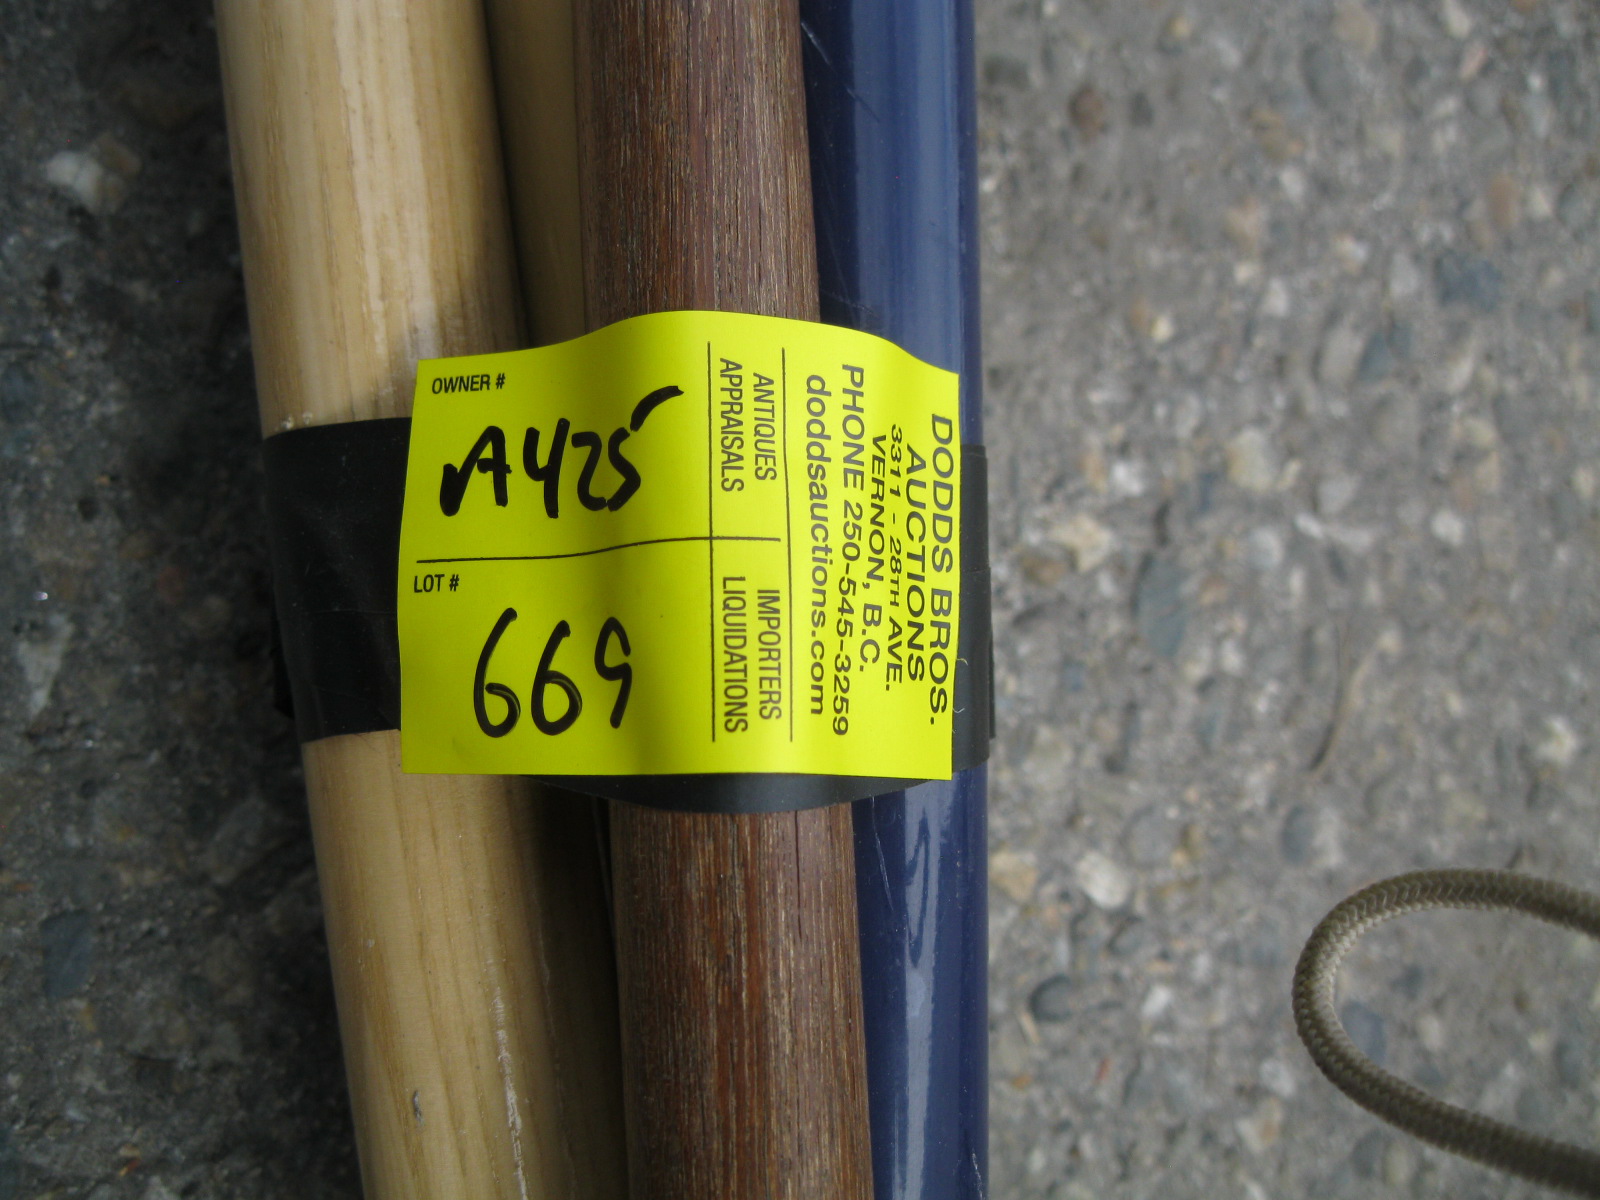 DODDS BROS.
AUCTIONS
3311 - 28TH AVE.
VERNON, B.C.
PHONE 250-545-3259
doddsauctions.com
ANTIQUES
APPRAISALS
IMPORTERS
LIQUIDATIONS
OWNER #
A425
LOT #
669